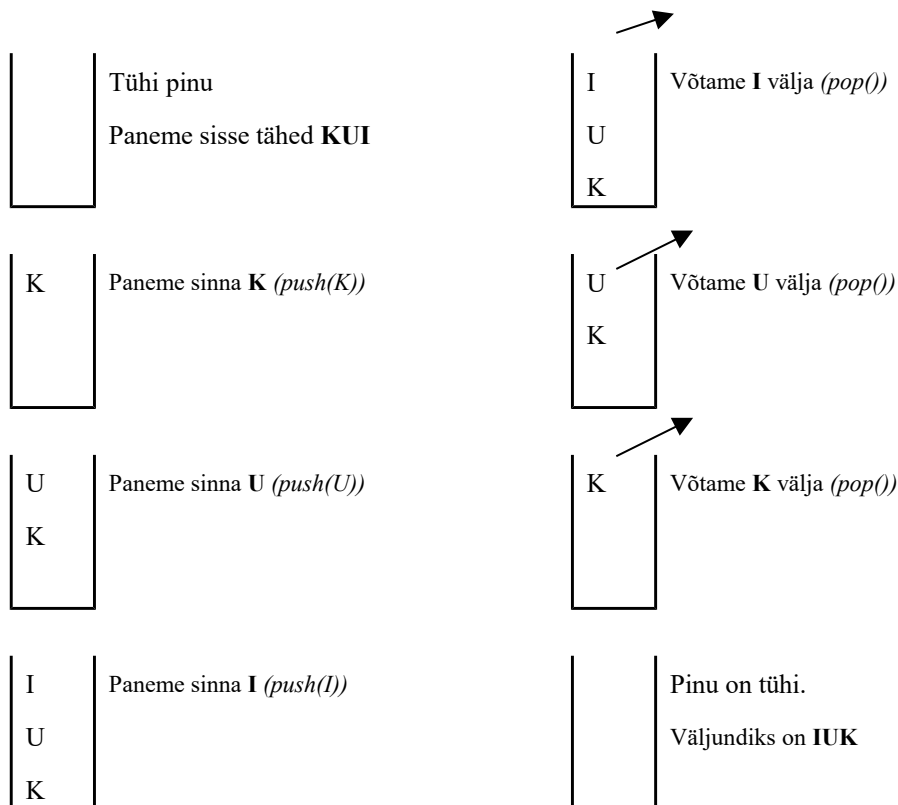 Tühi pinu
Paneme sisse tähed KUI
K
Paneme sinna K (push(K))
U
Paneme sinna U (push(U))
K
I
Paneme sinna I (push(I))
U
K
I
Võtame I välja (pop())
U
K
U
Võtame U välja (pop())
K
K
Võtame K välja (pop())
Pinu on tühi.
Väljundiks on IUK